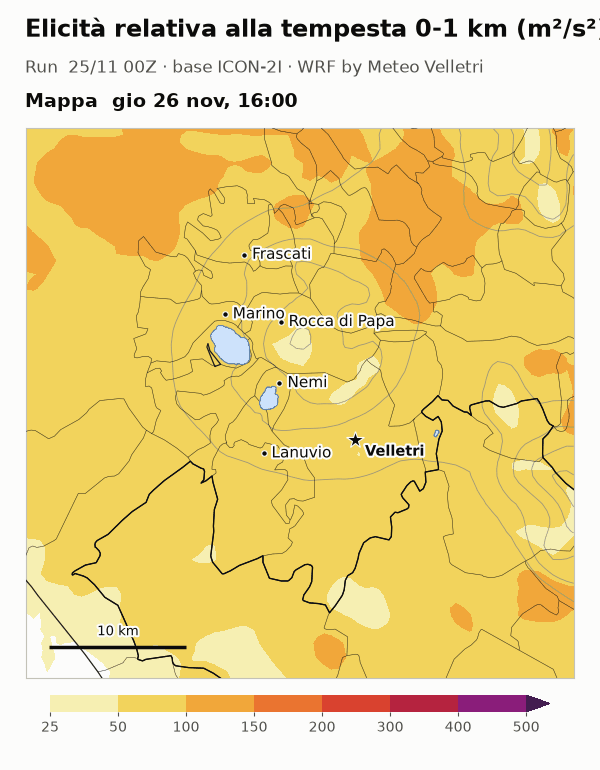 Elicità relativa alla tempesta 0-1 km (m²/s²)
Run 25/11 00Z · base ICON-2I · WRF by Meteo Velletri
Mappa gio 26 nov, 16:00
Frascati
Marino
Rocca di Papa
Nemi
Velletri
Lanuvio
10 km
25 50 100 150 200 300 400 500